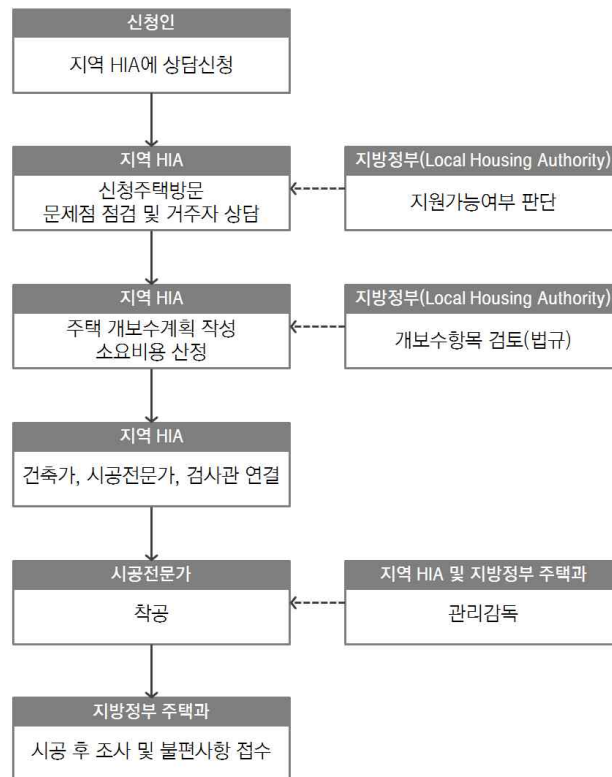 신청인
지역 HIA에 상담신청
지역 HIA
신청주택방문
문제점 점검 및 거주자 상담
지방정부(Local Housing Authority)
지원가능여부 판단
지역 HIA
주택 개보수계획 작성
소요비용 산정
지방정부(Local Housing Authority)
개보수항목 검토(법규)
지역 HIA
건축가, 시공전문가, 검사관 연결
시공전문가
착공
지역 HIA 및 지방정부 주택과
관리감독
지방정부 주택과
시공 후 조사 및 불편사항 접수